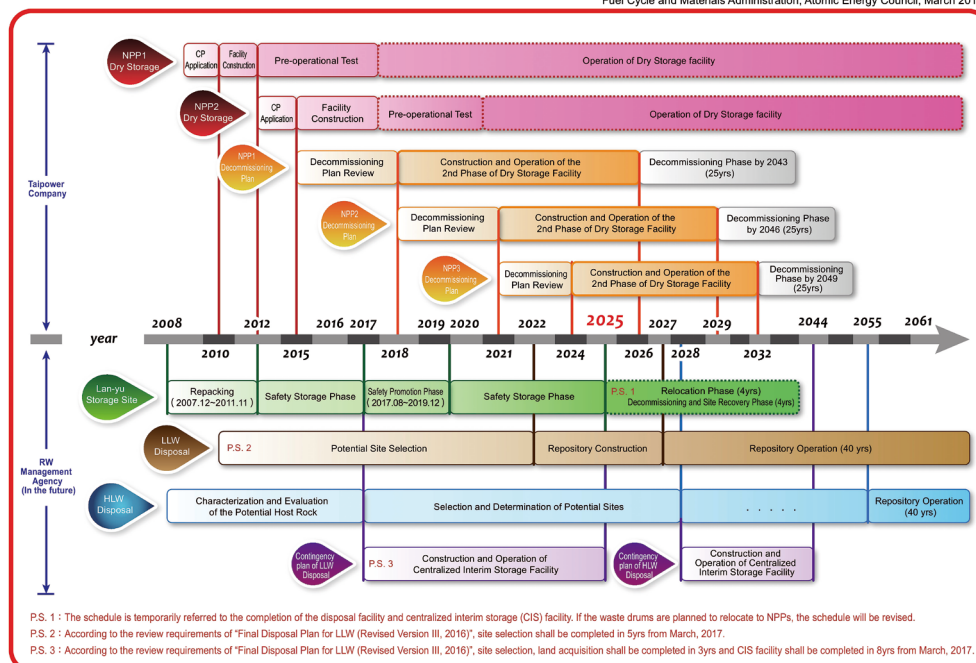 Fuel Cycle and Materials Administration, Atomic Energy Council, March 201
NPP1
Dry Storage
CP
Application
Facility
Construction
Pre-operational Test
Operation of Dry Storage facility
NPP2
Dry Storage
CP
Application
Facility
Construction
Pre-operational Test
Operation of Dry Storage facility
Taipower
Company
NPP1
Decommissioning
Plan
Decommissioning
Plan Review
Construction and Operation of the
2nd Phase of Dry Storage Facility
Decommissioning Phase by 2043
(25yrs)
NPP2
Decommissioning
Plan
Decommissioning
Plan Review
Construction and Operation of the
2nd Phase of Dry Storage Facility
Decommissioning Phase
by 2046 (25yrs)
NPP3
Decommissioning
Plan
Decommissioning
Plan Review
Construction and Operation of the
2nd Phase of Dry Storage Facility
Decommissioning
Phase by 2049
(25yrs)
year
2008 2012 2016 2017 2019 2020 2022 2025 2027 2029 2044 2055 2061
2010 2015 2018 2021 2024 2026 2028 2032
RW
Management
Agency
(In the future)
Lan-yu
Storage Site
Repacking
(2007.12~2011.11)
Safety Storage Phase
Safety Promotion Phase
(2017.08~2019.12)
Safety Storage Phase
P.S. 1
Relocation Phase (4yrs)
Decommissioning and Site Recovery Phase (4yrs)
LLW
Disposal
P.S. 2
Potential Site Selection
Repository Construction
Repository Operation (40 yrs)
HLW
Disposal
Characterization and Evaluation
of the Potential Host Rock
Selection and Determination of Potential Sites
. . . . .
Repository Operation
(40 yrs)
Contingency
plan of LLW
Disposal
P.S. 3
Construction and Operation of
Centralized Interim Storage Facility
Contingency
plan of HLW
Disposal
Construction and
Operation of Centralized
Interim Storage Facility
P.S. 1：The schedule is temporarily referred to the completion of the disposal facility and centralized interim storage (CIS) facility. If the waste drums are planned to relocate to NPPs, the schedule will be revised.
P.S. 2：According to the review requirements of "Final Disposal Plan for LLW (Revised Version III, 2016)", site selection shall be completed in 5yrs from March, 2017.
P.S. 3：According to the review requirements of "Final Disposal Plan for LLW (Revised Version III, 2016)", site selection, land acquisition shall be completed in 3yrs and CIS facility shall be completed in 8yrs from March, 2017.